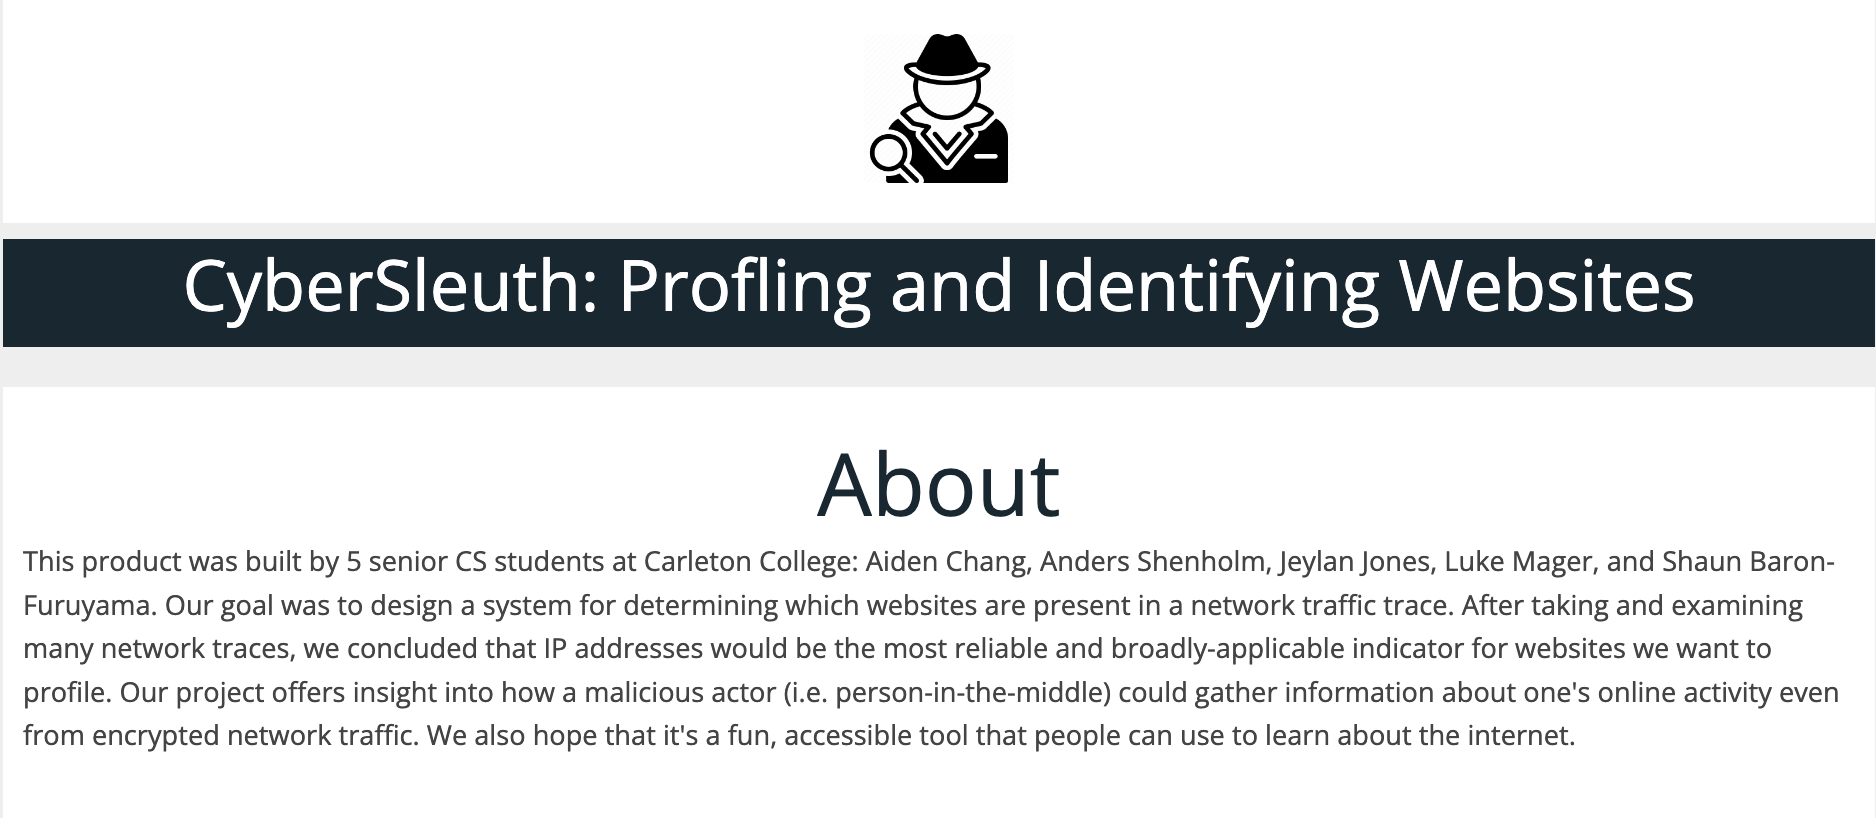 CyberSleuth: Profling and Identifying Websites
About
This product was built by 5 senior CS students at Carleton College: Aiden Chang, Anders Shenholm, Jeylan Jones, Luke Mager, and Shaun Baron-
Furuyama. Our goal was to design a system for determining which websites are present in a network traffic trace. After taking and examining
many network traces, we concluded that IP addresses would be the most reliable and broadly-applicable indicator for websites we want to
profile. Our project offers insight into how a malicious actor (i.e. person-in-the-middle) could gather information about one's online activity even
from encrypted network traffic. We also hope that it's a fun, accessible tool that people can use to learn about the internet.